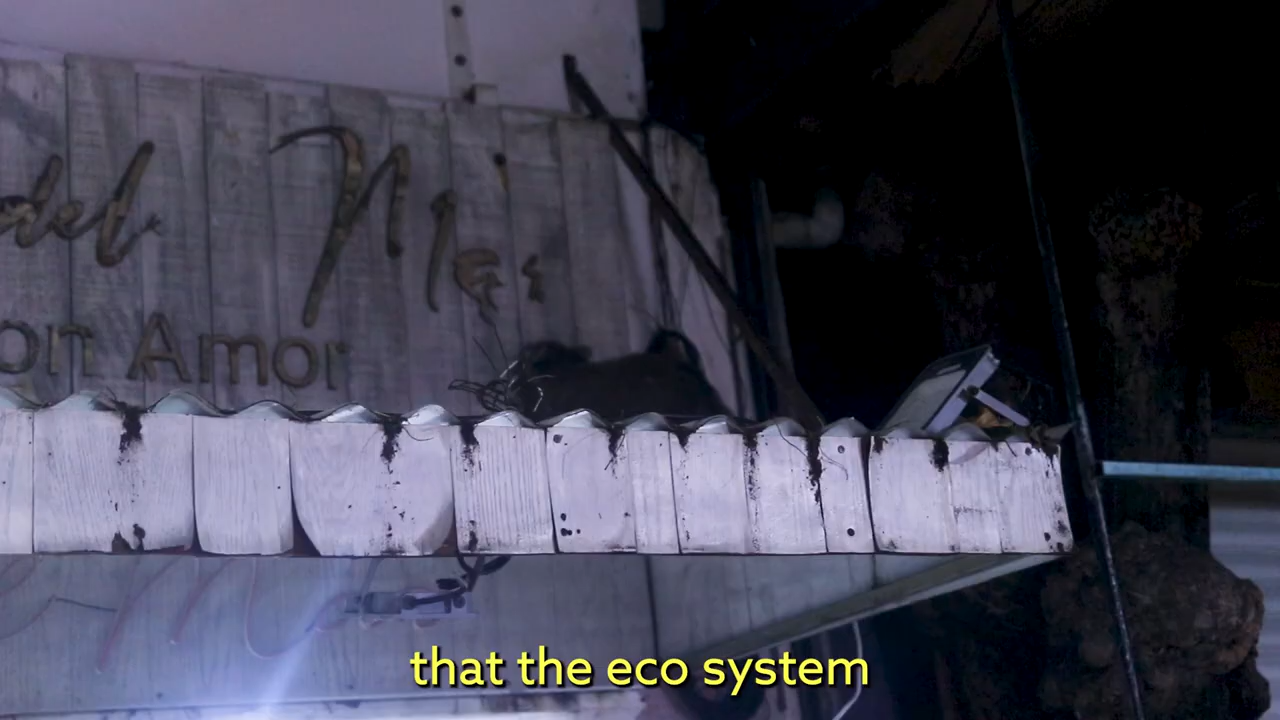 del Mar
on Amor
that the eco system